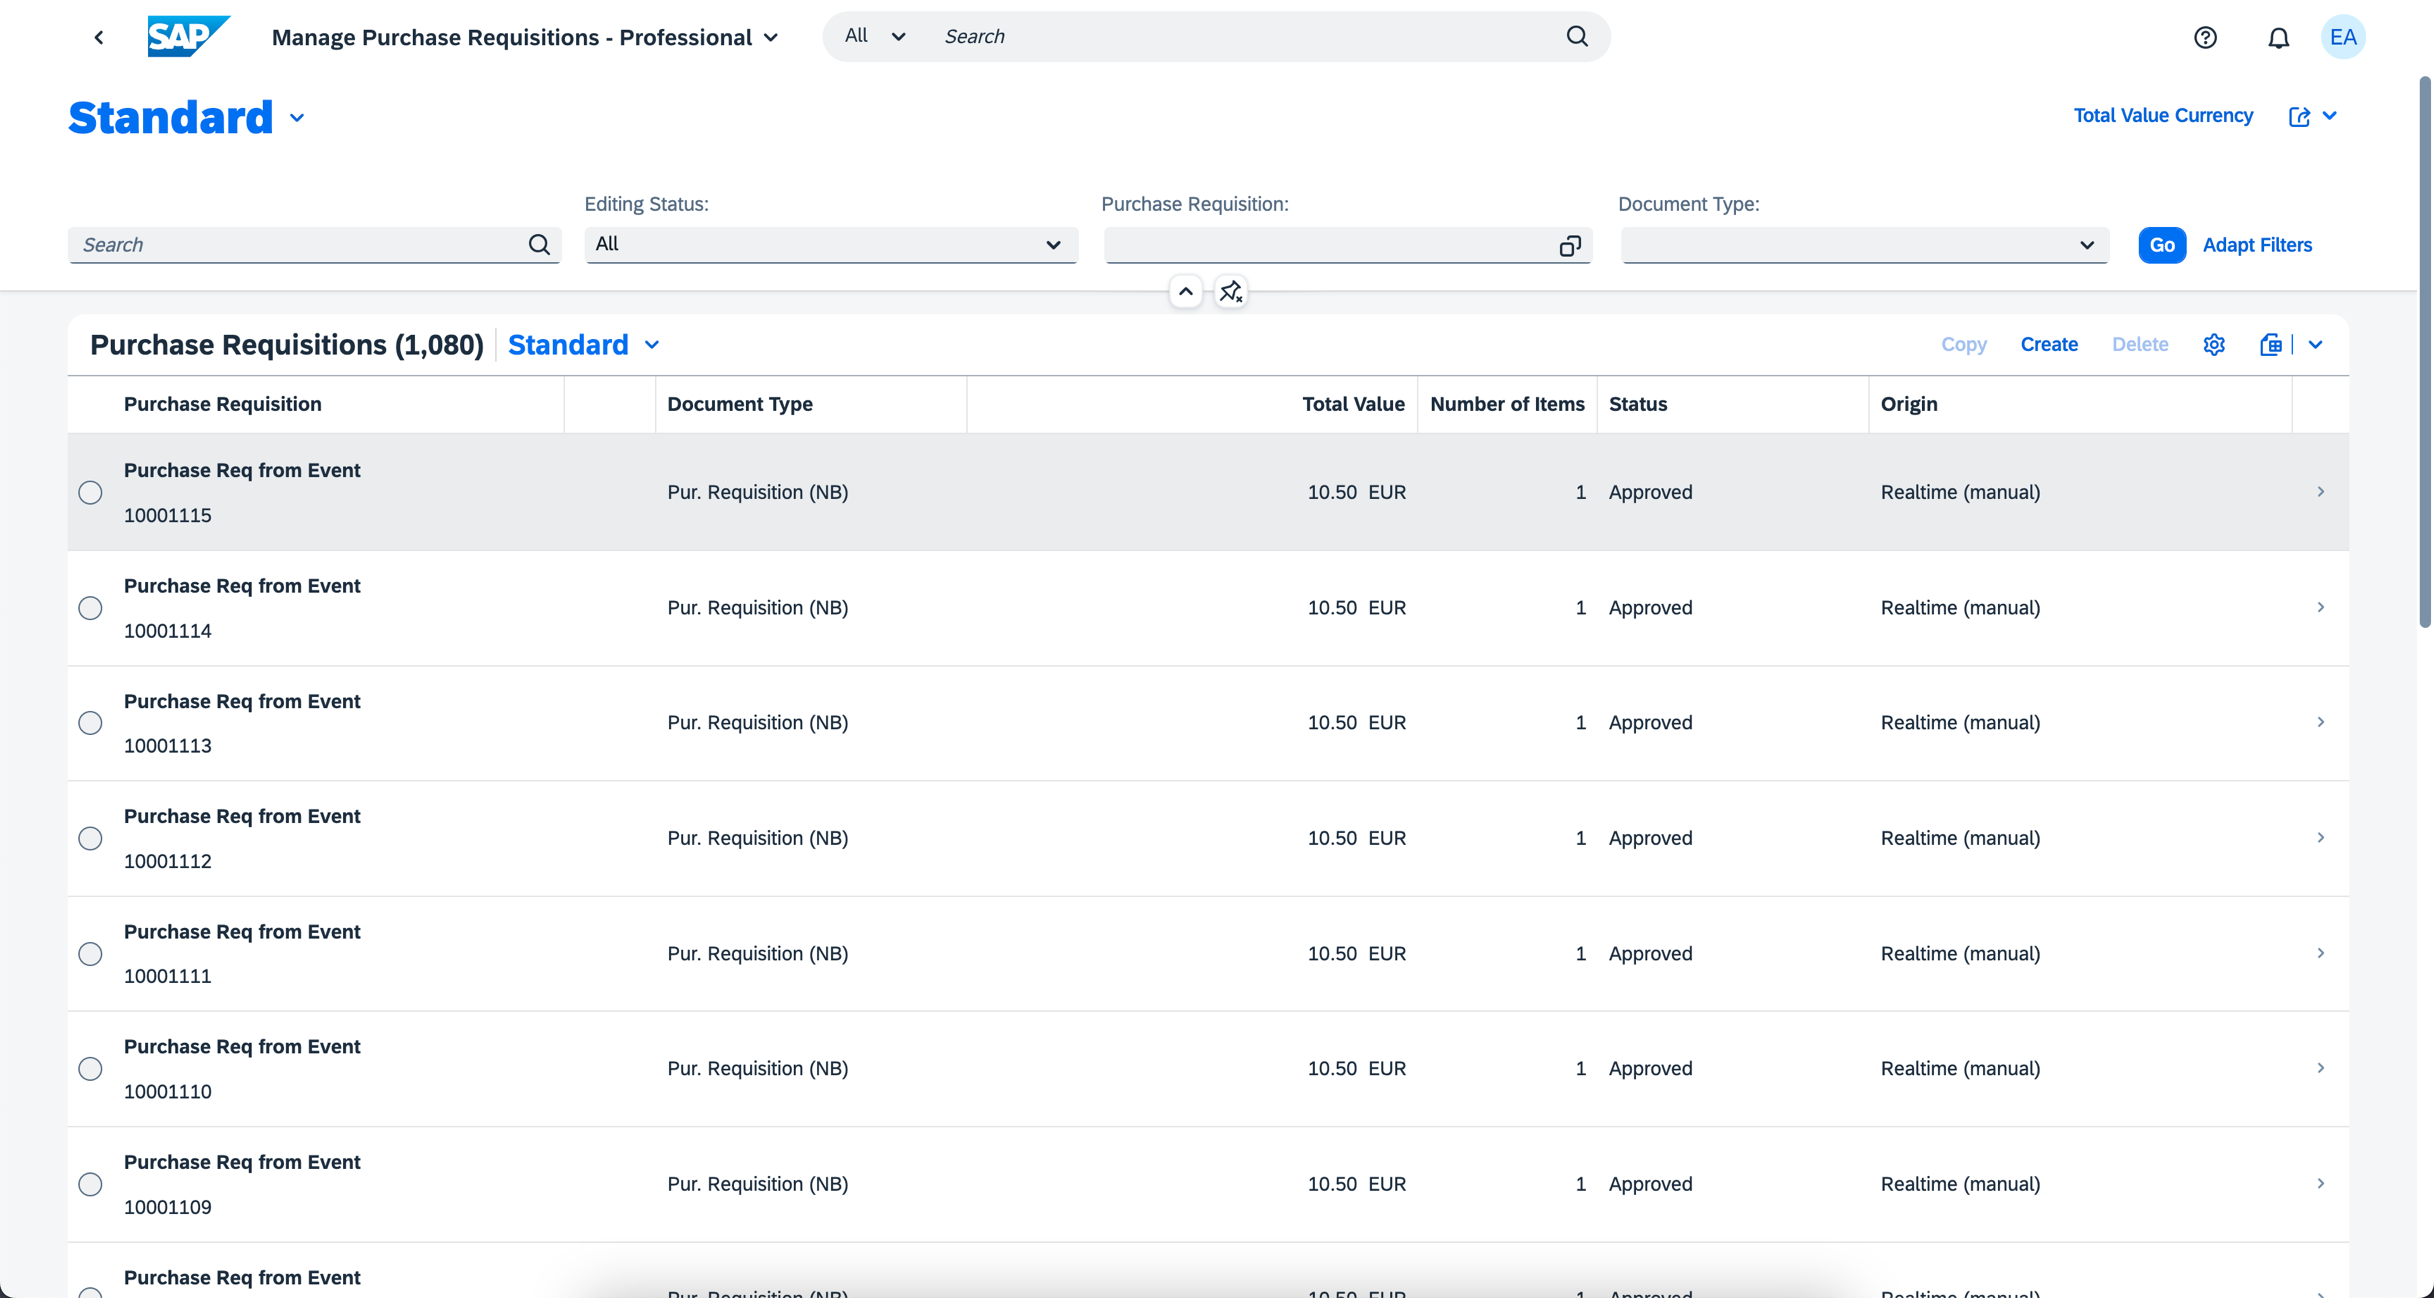 SAP Manage Purchase Requisitions - Professional All Search EA
Standard Total Value Currency
Editing Status: Purchase Requisition: Document Type:
Search All Go Adapt Filters
Purchase Requisitions (1,080) Standard Copy Create Delete
Purchase Requisition Document Type Total Value Number of Items Status Origin
Purchase Req from Event
Pur. Requisition (NB) 10.50 EUR 1 Approved Realtime (manual)
10001115
Purchase Req from Event
Pur. Requisition (NB) 10.50 EUR 1 Approved Realtime (manual)
10001114
Purchase Req from Event
Pur. Requisition (NB) 10.50 EUR 1 Approved Realtime (manual)
10001113
Purchase Req from Event
Pur. Requisition (NB) 10.50 EUR 1 Approved Realtime (manual)
10001112
Purchase Req from Event
Pur. Requisition (NB) 10.50 EUR 1 Approved Realtime (manual)
10001111
Purchase Req from Event
Pur. Requisition (NB) 10.50 EUR 1 Approved Realtime (manual)
10001110
Purchase Req from Event
Pur. Requisition (NB) 10.50 EUR 1 Approved Realtime (manual)
10001109
Purchase Req from Event
Pur. Requisition (NB) 10.50 EUR 1 Approved Realtime (manual)